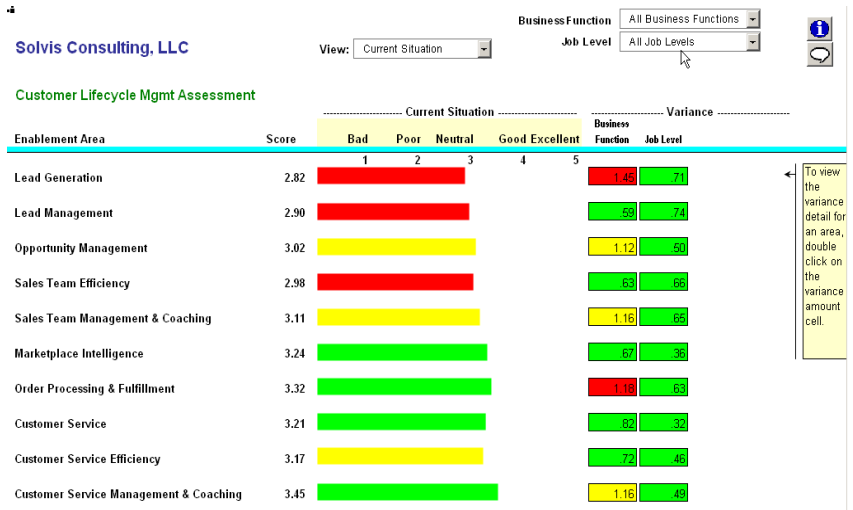 Business Function All Business Functions
Solvis Consulting, LLC View: Current Situation Job Level All Job Levels
Customer Lifecycle Mgmt Assessment
Current Situation Variance
Enablement Area Score Bad Poor Neutral Good Excellent Business Function Job Level
1 2 3 4 5
Lead Generation 2.82 1.45 .71
Lead Management 2.90 .59 .74
Opportunity Management 3.02 1.12 .50
Sales Team Efficiency 2.98 .63 .66
Sales Team Management & Coaching 3.11 1.16 .65
Marketplace Intelligence 3.24 .67 .36
Order Processing & Fulfillment 3.32 1.18 .63
Customer Service 3.21 .82 .32
Customer Service Efficiency 3.17 .72 .46
Customer Service Management & Coaching 3.45 1.16 .49
To view
the
variance
detail for
an area,
double
click on
the
variance
amount
cell.